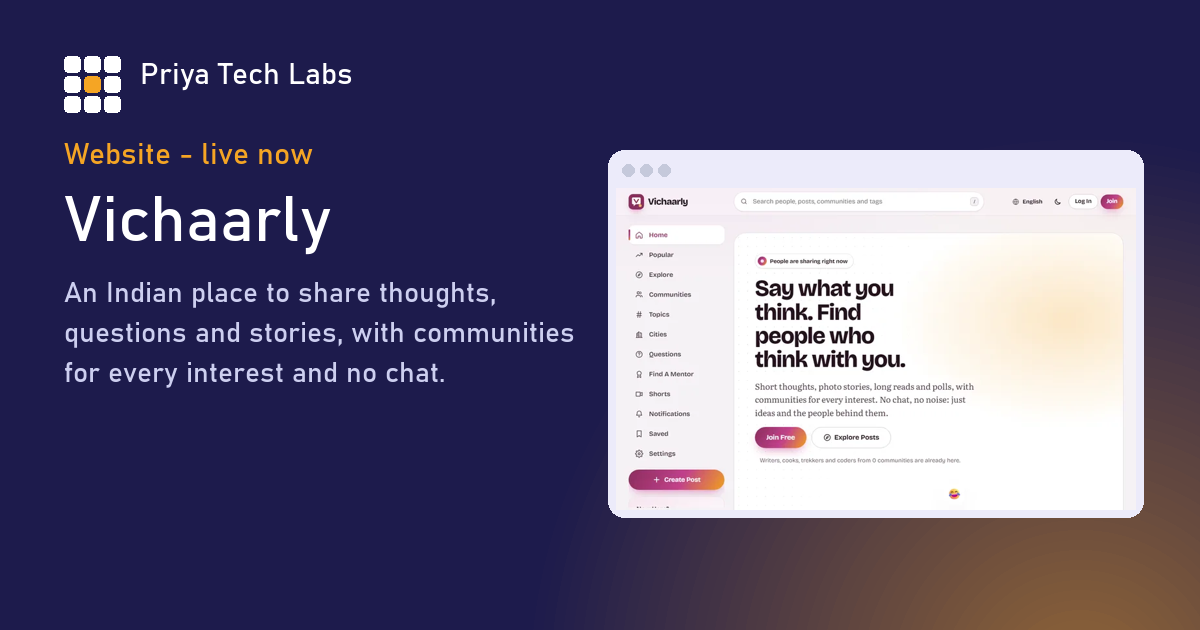 Priya Tech Labs
Website - live now
Vichaarly
An Indian place to share thoughts,
questions and stories, with communities
for every interest and no chat.
Vichaarly
Search people, posts, communities and tags
/
English
Log In
Join
Home
Popular
Explore
Communities
Topics
Cities
Questions
Find A Mentor
Shorts
Notifications
Saved
Settings
+ Create Post
People are sharing right now
Say what you
think. Find
people who
think with you.
Short thoughts, photo stories, long reads and polls, with
communities for every interest. No chat, no noise: just
ideas and the people behind them.
Join Free
Explore Posts
Writers, cooks, trekkers and coders from 0 communities are already here.